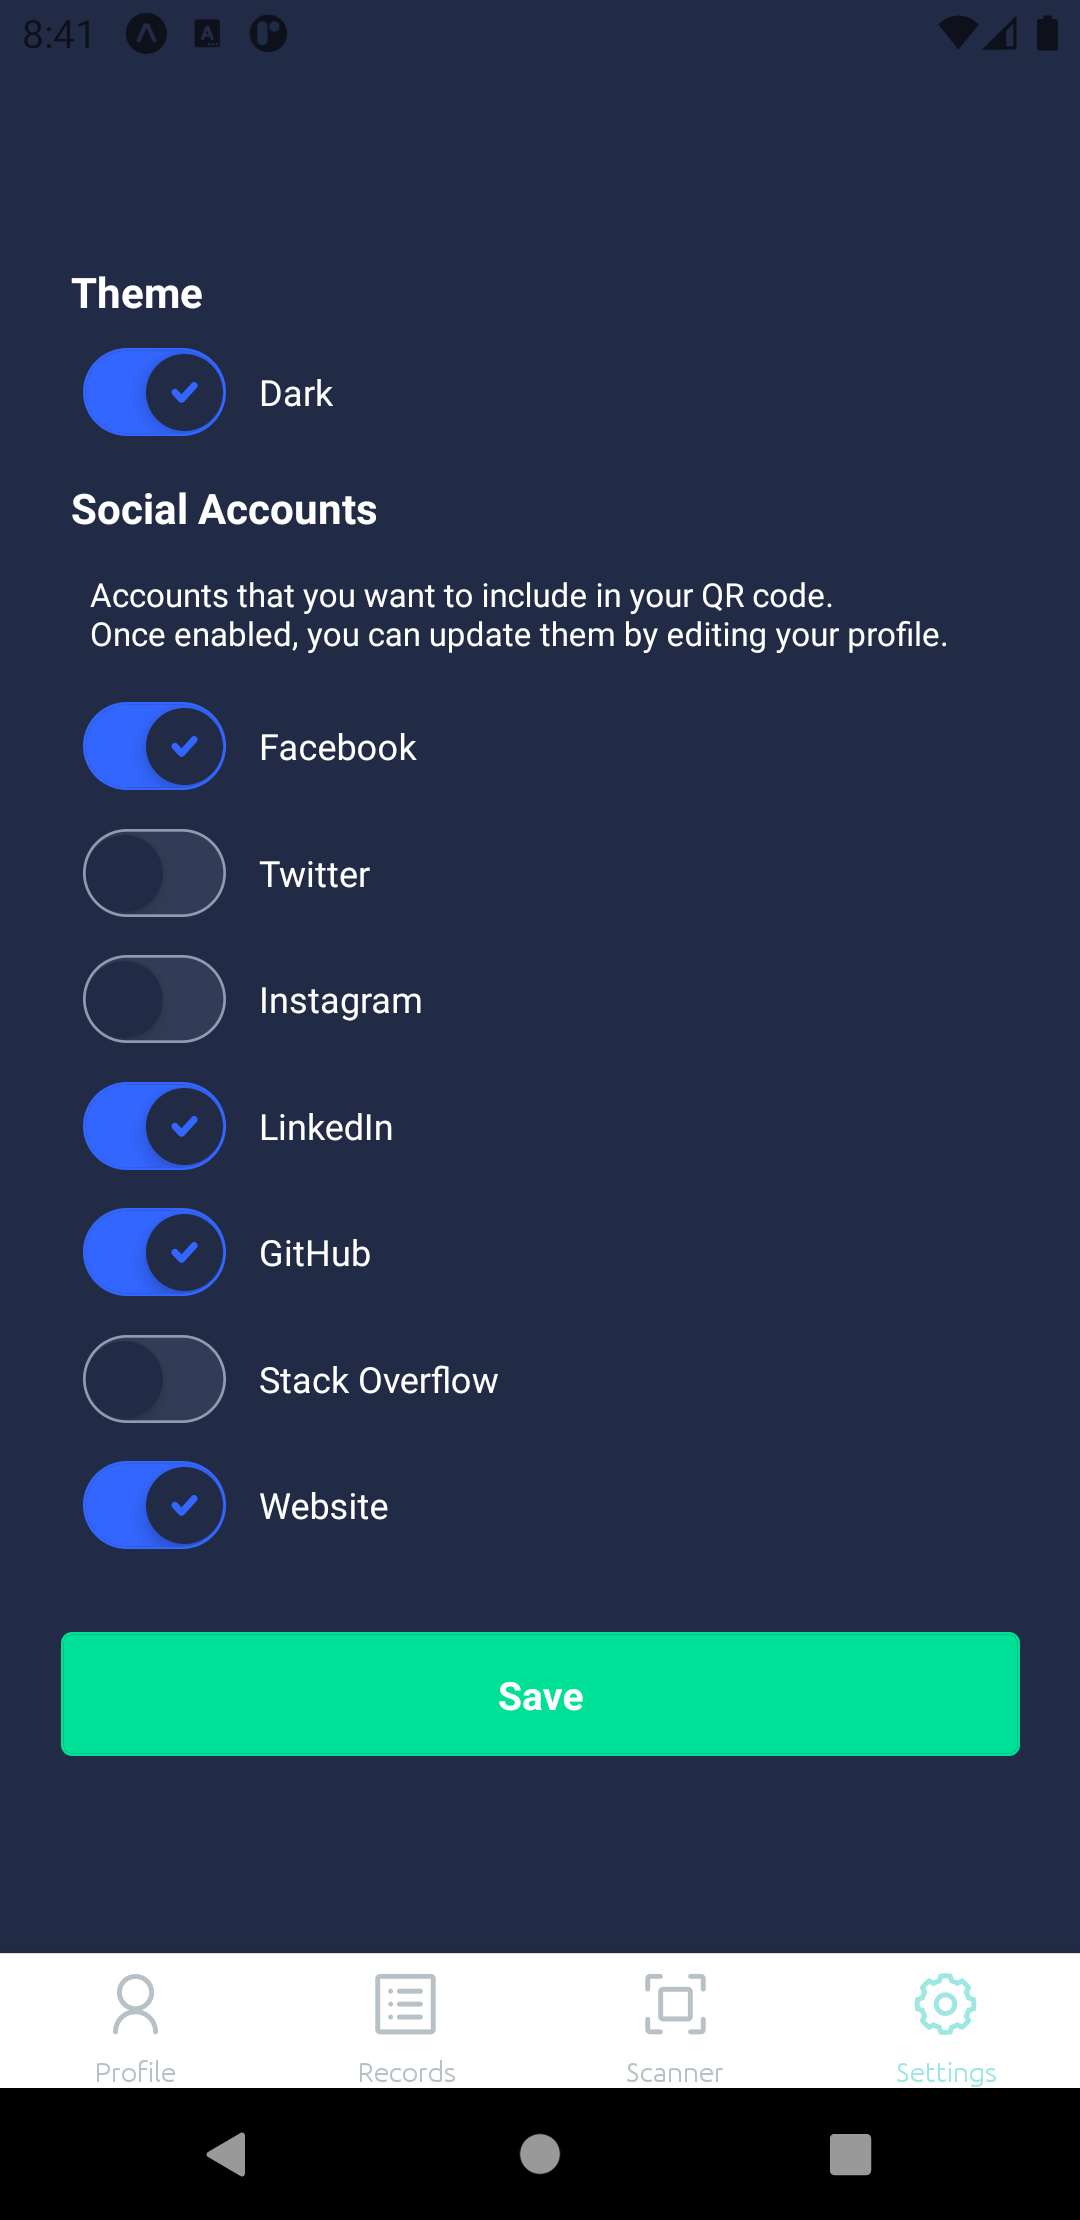 8:41
Theme
Dark
Social Accounts
Accounts that you want to include in your QR code.
Once enabled, you can update them by editing your profile.
Facebook
Twitter
Instagram
LinkedIn
GitHub
Stack Overflow
Website
Save
Profile
Records
Scanner
Settings